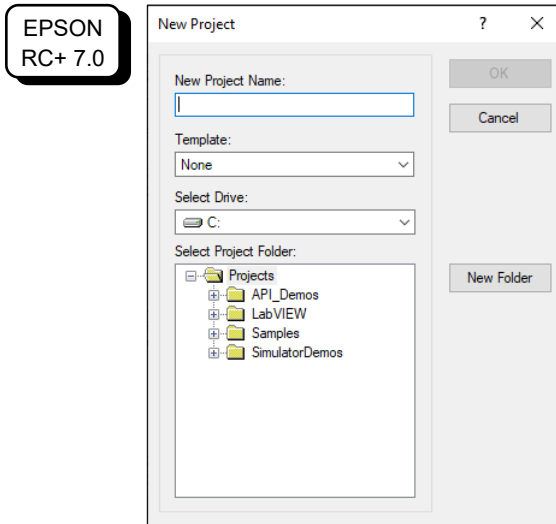 EPSON
RC+ 7.0
New Project
?
New Project Name:
OK
Cancel
Template:
None
Select Drive:
C:
Select Project Folder:
Projects
New Folder
API_Demos
LabVIEW
Samples
SimulatorDemos